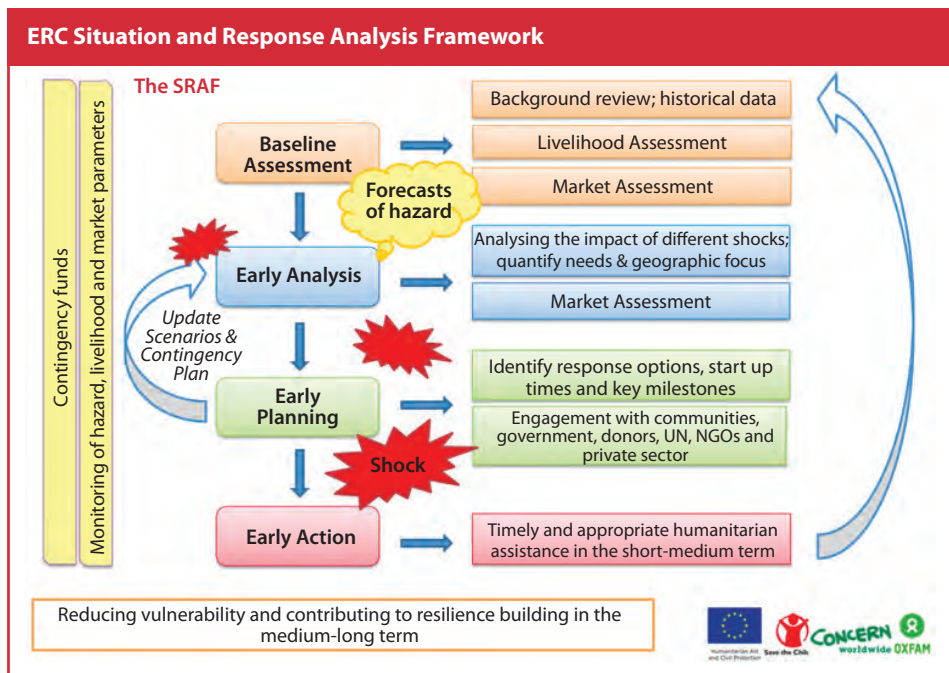 ERC Situation and Response Analysis Framework
The SRAF
Contingency funds
Monitoring of hazard, livelihood and market parameters
Baseline
Assessment
Background review; historical data
Livelihood Assessment
Market Assessment
Forecasts
of hazard
Early Analysis
Analysing the impact of different shocks;
quantify needs & geographic focus
Market Assessment
Update
Scenarios &
Contingency
Plan
Early
Planning
Identify response options, start up
times and key milestones
Engagement with communities,
government, donors, UN, NGOs and
private sector
Shock
Early Action
Timely and appropriate humanitarian
assistance in the short-medium term
Reducing vulnerability and contributing to resilience building in the
medium-long term
Humanitarian Aid
and Civil Protection
Save the Chil
CONCERN
worldwide
OXFAM